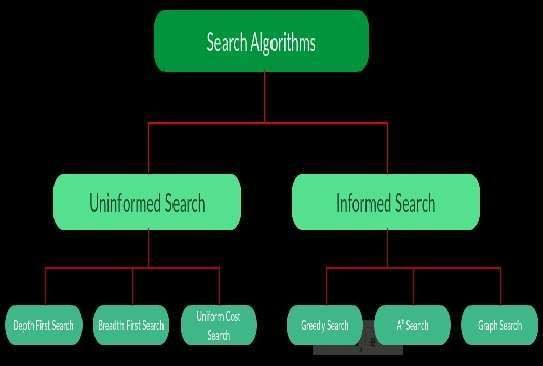 Search Algorithms
Uninformed Search
Informed Search
Depth First Search
Breadth First Search
Uniform Cost
Search
Greedy Search
A* Search
Graph Search